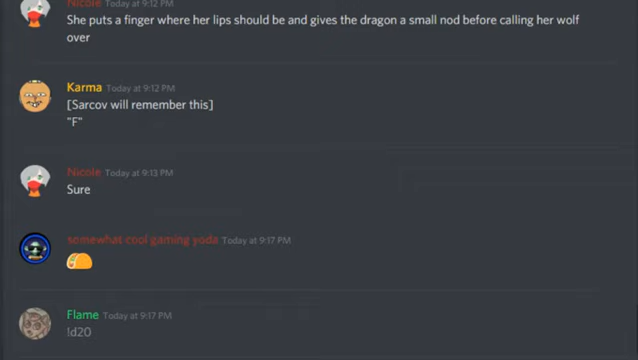 Nicole Today at 9:12 PM
She puts a finger where her lips should be and gives the dragon a small nod before calling her wolf
over
Karma Today at 9:12 PM
[Sarcov will remember this]
"F"
Nicole Today at 9:13 PM
Sure
somewhat cool gaming yoda Today at 9:17 PM
Flame Today at 9:17 PM
!d20